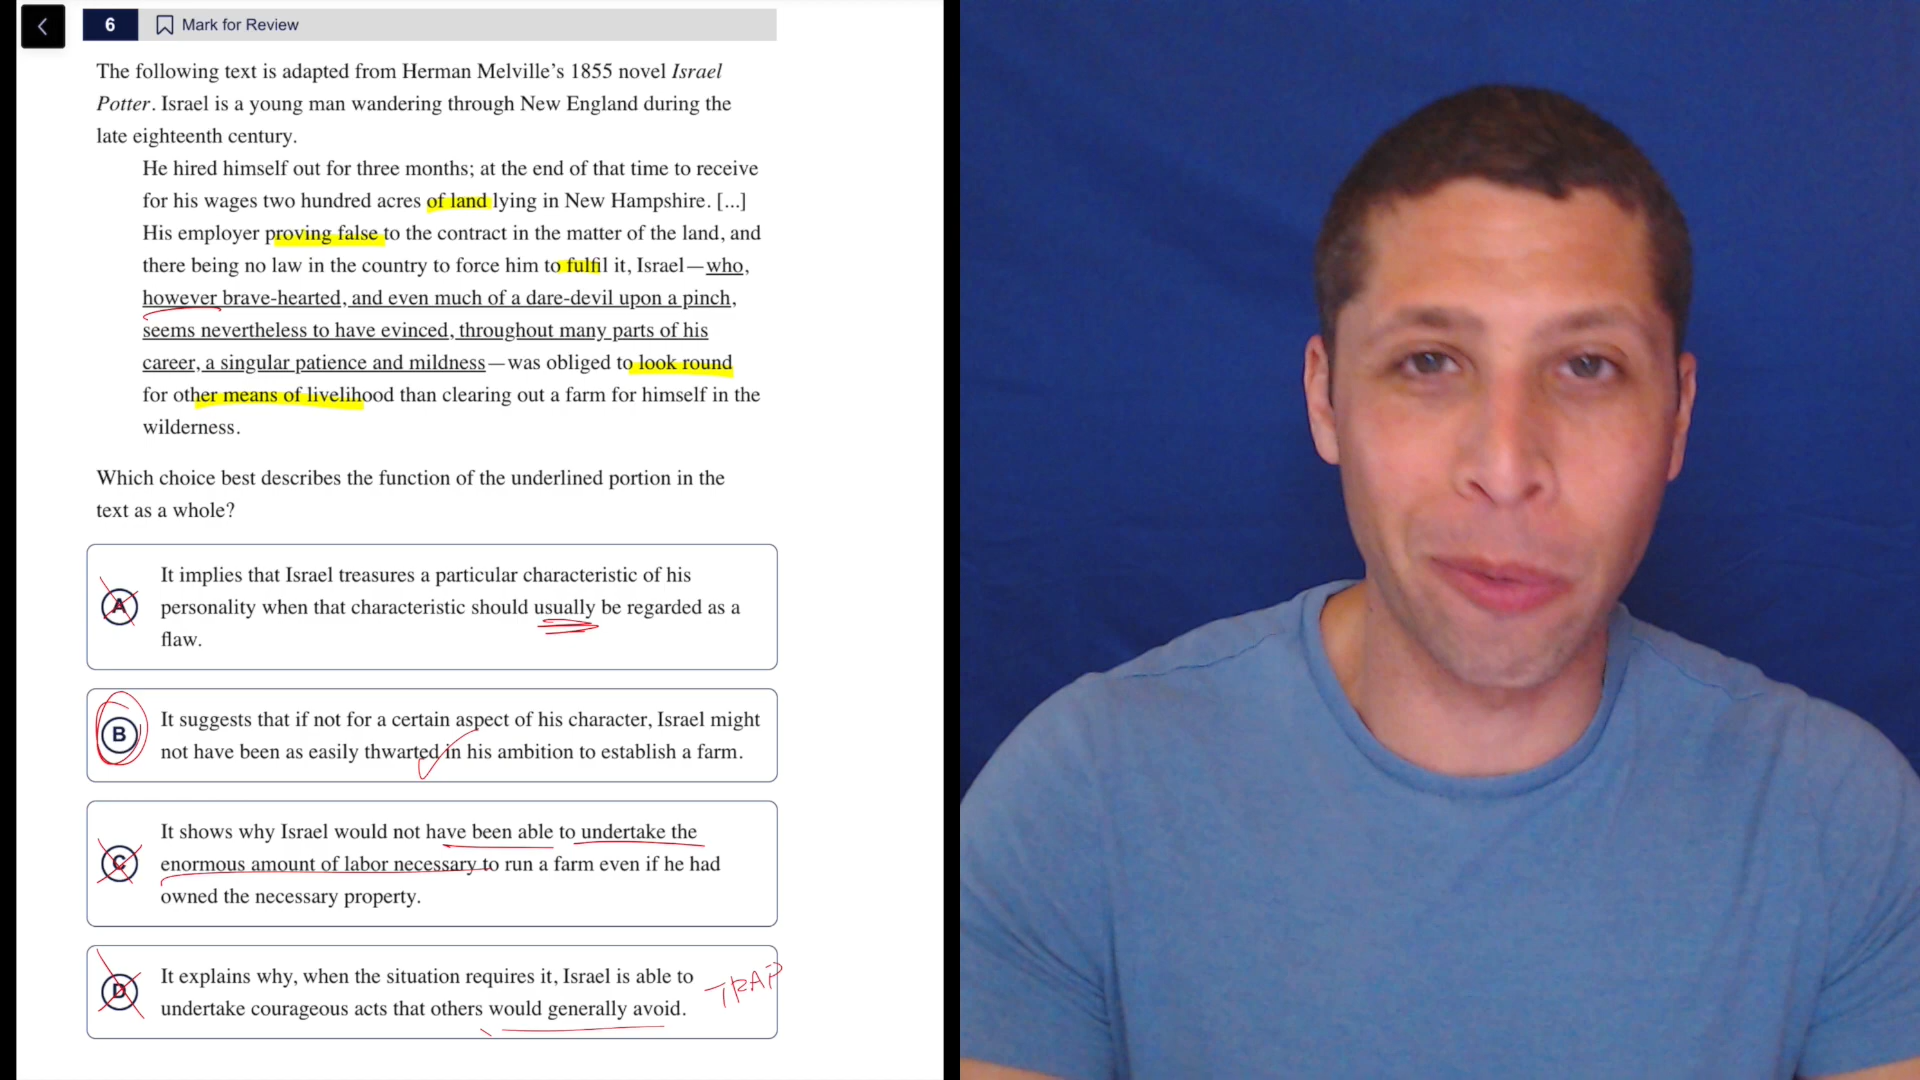 6 Mark for Review
The following text is adapted from Herman Melville’s 1855 novel Israel
Potter. Israel is a young man wandering through New England during the
late eighteenth century.
He hired himself out for three months; at the end of that time to receive
for his wages two hundred acres of land lying in New Hampshire. [...]
His employer proving false to the contract in the matter of the land, and
there being no law in the country to force him to fulfil it, Israel—who,
however brave-hearted, and even much of a dare-devil upon a pinch,
seems nevertheless to have evinced, throughout many parts of his
career, a singular patience and mildness—was obliged to look round
for other means of livelihood than clearing out a farm for himself in the
wilderness.
Which choice best describes the function of the underlined portion in the
text as a whole?
It implies that Israel treasures a particular characteristic of his
A personality when that characteristic should usually be regarded as a
flaw.
B It suggests that if not for a certain aspect of his character, Israel might
not have been as easily thwarted in his ambition to establish a farm.
It shows why Israel would not have been able to undertake the
C enormous amount of labor necessary to run a farm even if he had
owned the necessary property.
D It explains why, when the situation requires it, Israel is able to
undertake courageous acts that others would generally avoid.
TRAP